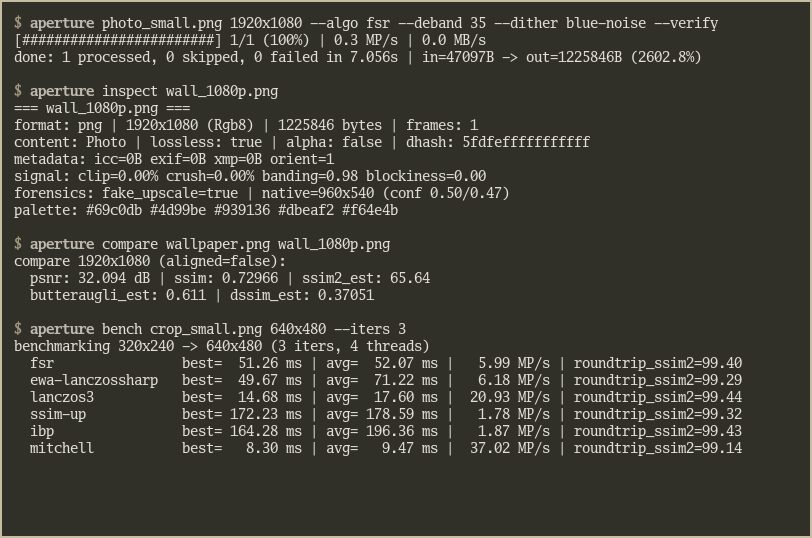 $ aperture photo_small.png 1920x1080 --algo fsr --deband 35 --dither blue-noise --verify
[########################] 1/1 (100%) | 0.3 MP/s | 0.0 MB/s
done: 1 processed, 0 skipped, 0 failed in 7.056s | in=47097B -> out=1225846B (2602.8%)

$ aperture inspect wall_1080p.png
=== wall_1080p.png ===
format: png | 1920x1080 (Rgb8) | 1225846 bytes | frames: 1
content: Photo | lossless: true | alpha: false | dhash: 5fdfefffffffffff
metadata: icc=0B exif=0B xmp=0B orient=1
signal: clip=0.00% crush=0.00% banding=0.98 blockiness=0.00
forensics: fake_upscale=true | native=960x540 (conf 0.50/0.47)
palette: #69c0db #4d99be #939136 #dbeaf2 #f64e4b

$ aperture compare wallpaper.png wall_1080p.png
compare 1920x1080 (aligned=false):
  psnr: 32.094 dB | ssim: 0.72966 | ssim2_est: 65.64
  butteraugli_est: 0.611 | dssim_est: 0.37051

$ aperture bench crop_small.png 640x480 --iters 3
benchmarking 320x240 -> 640x480 (3 iters, 4 threads)
  fsr                best=  51.26 ms | avg=  52.07 ms |   5.99 MP/s | roundtrip_ssim2=99.40
  ewa-lanczossharp   best=  49.67 ms | avg=  71.22 ms |   6.18 MP/s | roundtrip_ssim2=99.29
  lanczos3           best=  14.68 ms | avg=  17.60 ms |  20.93 MP/s | roundtrip_ssim2=99.44
  ssim-up            best= 172.23 ms | avg= 178.59 ms |   1.78 MP/s | roundtrip_ssim2=99.32
  ibp                best= 164.28 ms | avg= 196.36 ms |   1.87 MP/s | roundtrip_ssim2=99.43
  mitchell           best=   8.30 ms | avg=   9.47 ms |  37.02 MP/s | roundtrip_ssim2=99.14